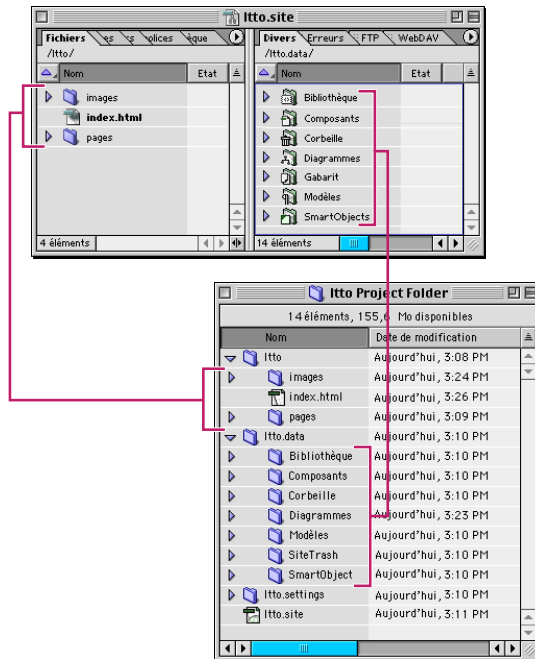 Itto.site
Fichiers es rs olices èque
/Itto/
Nom Etat
images
index.html
pages
4 éléments
Divers Erreurs FTP WebDAV
/Itto.data/
Nom Etat
Bibliothèque
Composants
Corbeille
Diagrammes
Gabarit
Modèles
SmartObjects
14 éléments
Itto Project Folder
14 éléments, 155,6 Mo disponibles
Nom Date de modification
Itto Aujourd'hui, 3:08 PM
images Aujourd'hui, 3:24 PM
index.html Aujourd'hui, 3:26 PM
pages Aujourd'hui, 3:09 PM
Itto.data Aujourd'hui, 3:10 PM
Bibliothèque Aujourd'hui, 3:10 PM
Composants Aujourd'hui, 3:10 PM
Corbeille Aujourd'hui, 3:10 PM
Diagrammes Aujourd'hui, 3:23 PM
Modèles Aujourd'hui, 3:10 PM
SiteTrash Aujourd'hui, 3:10 PM
SmartObject Aujourd'hui, 3:10 PM
Itto.settings Aujourd'hui, 3:10 PM
Itto.site Aujourd'hui, 3:11 PM